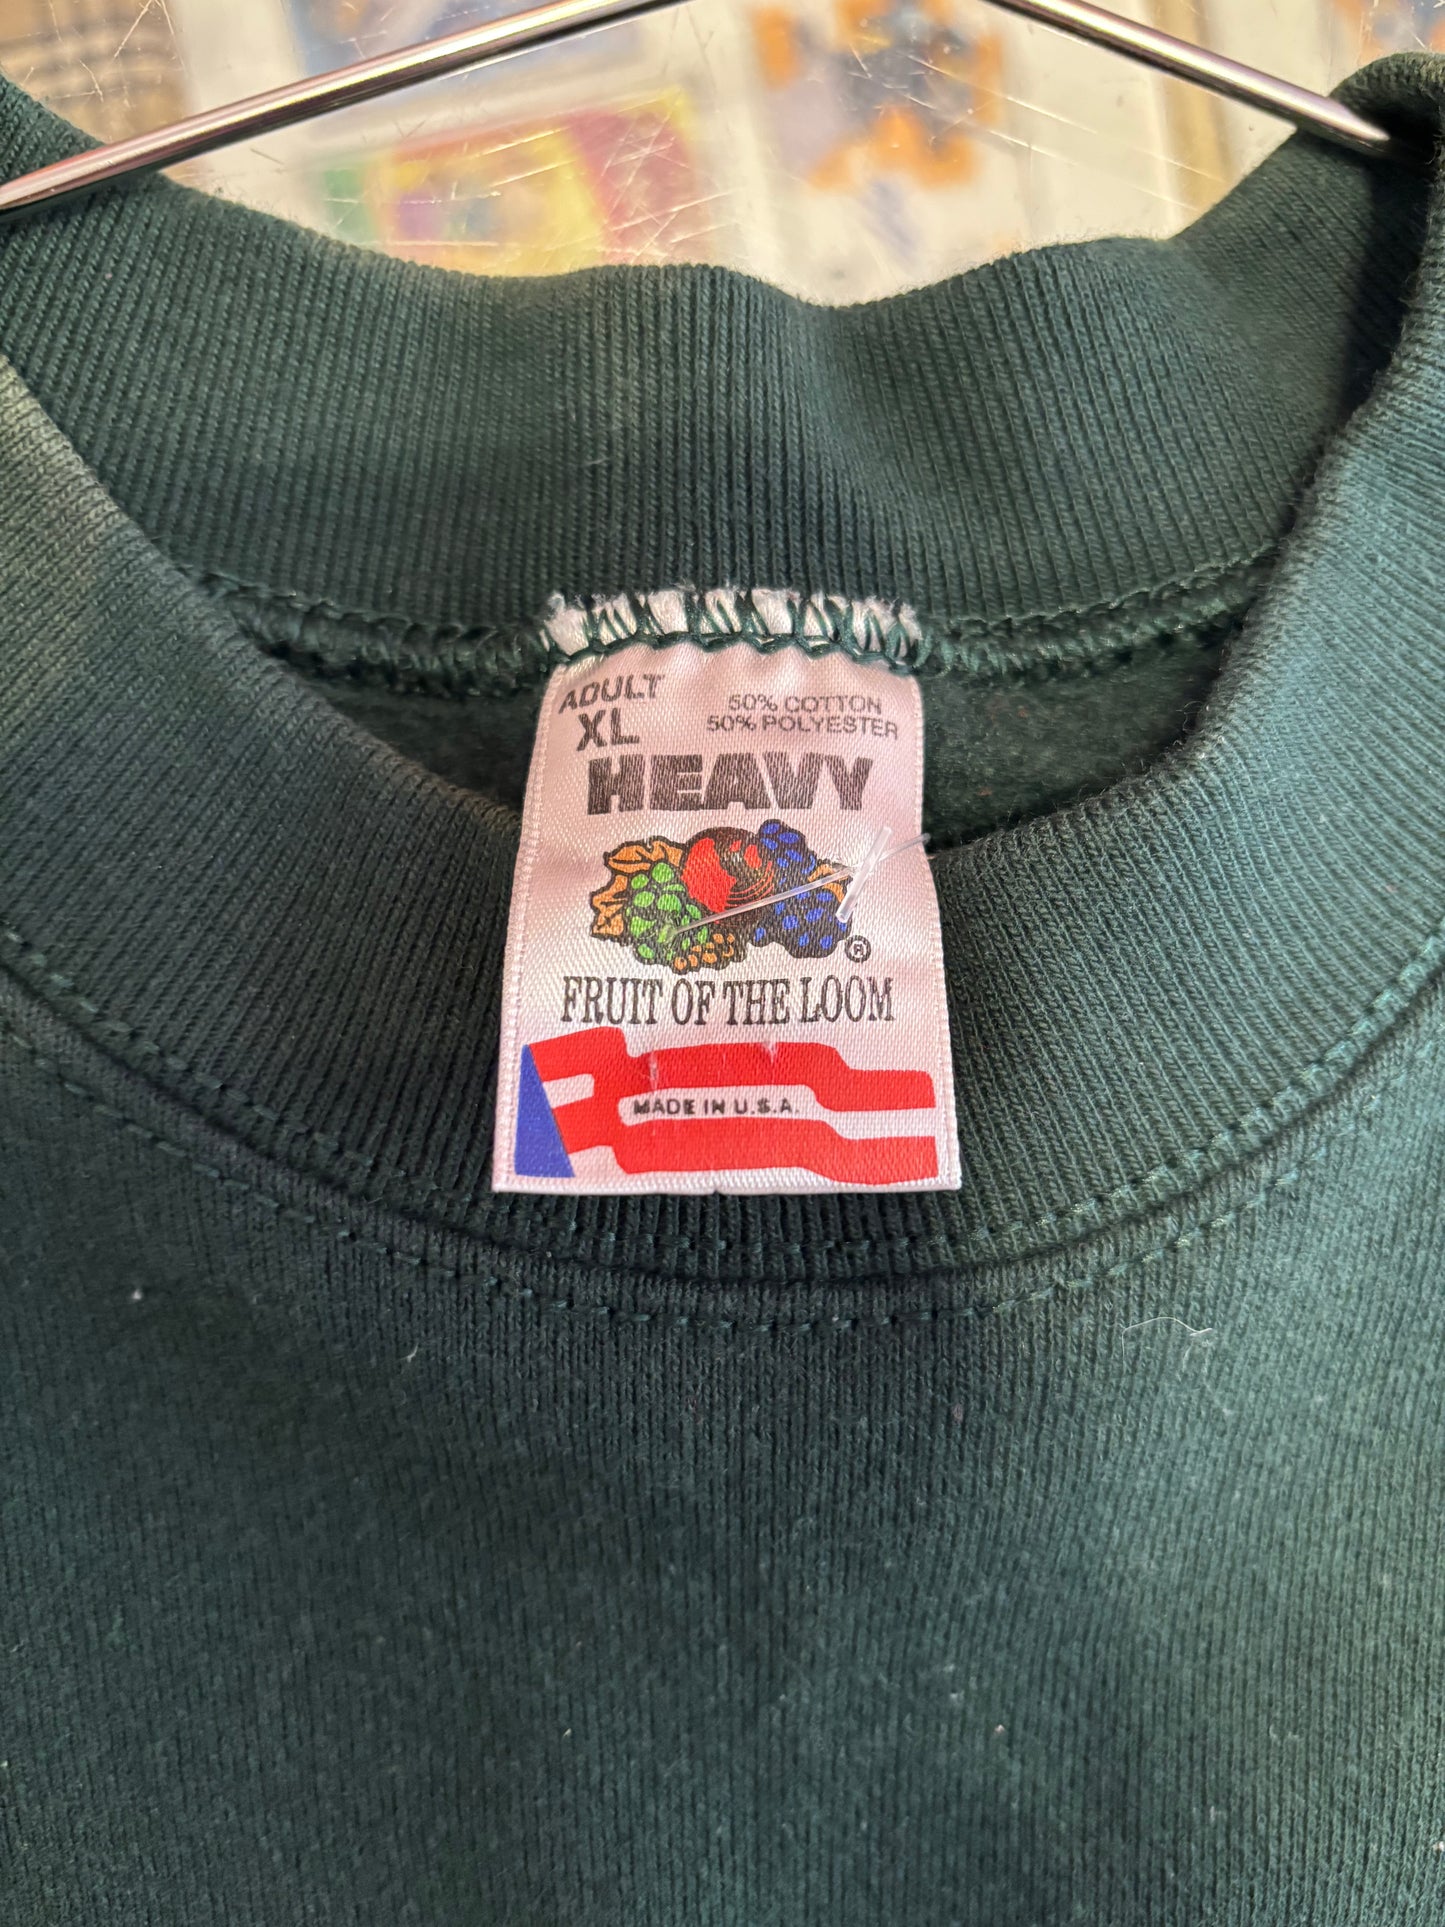 ADULT
XL
50% COTTON
50% POLYESTER
HEAVY
®
FRUIT OF THE LOOM
MADE IN U.S.A.